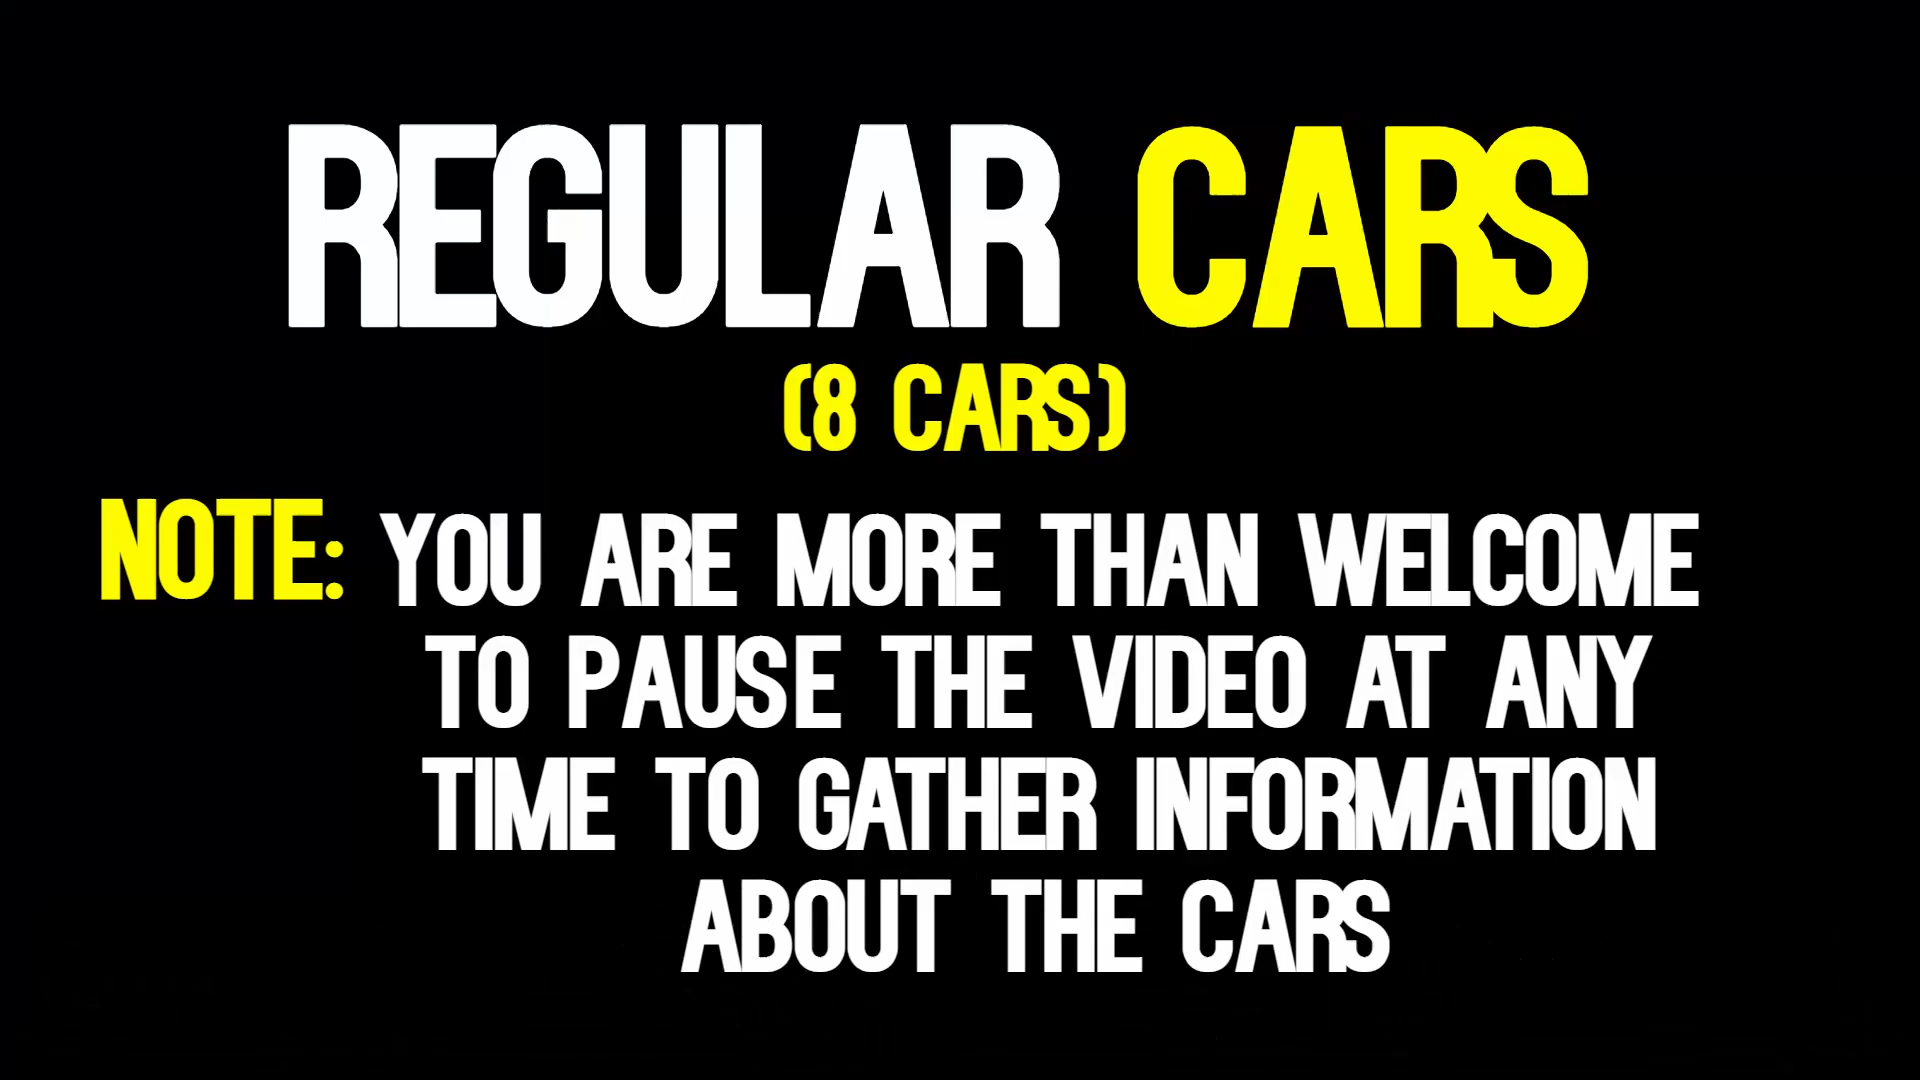 REGULAR CARS
(8 CARS)
NOTE: YOU ARE MORE THAN WELCOME
TO PAUSE THE VIDEO AT ANY
TIME TO GATHER INFORMATION
ABOUT THE CARS